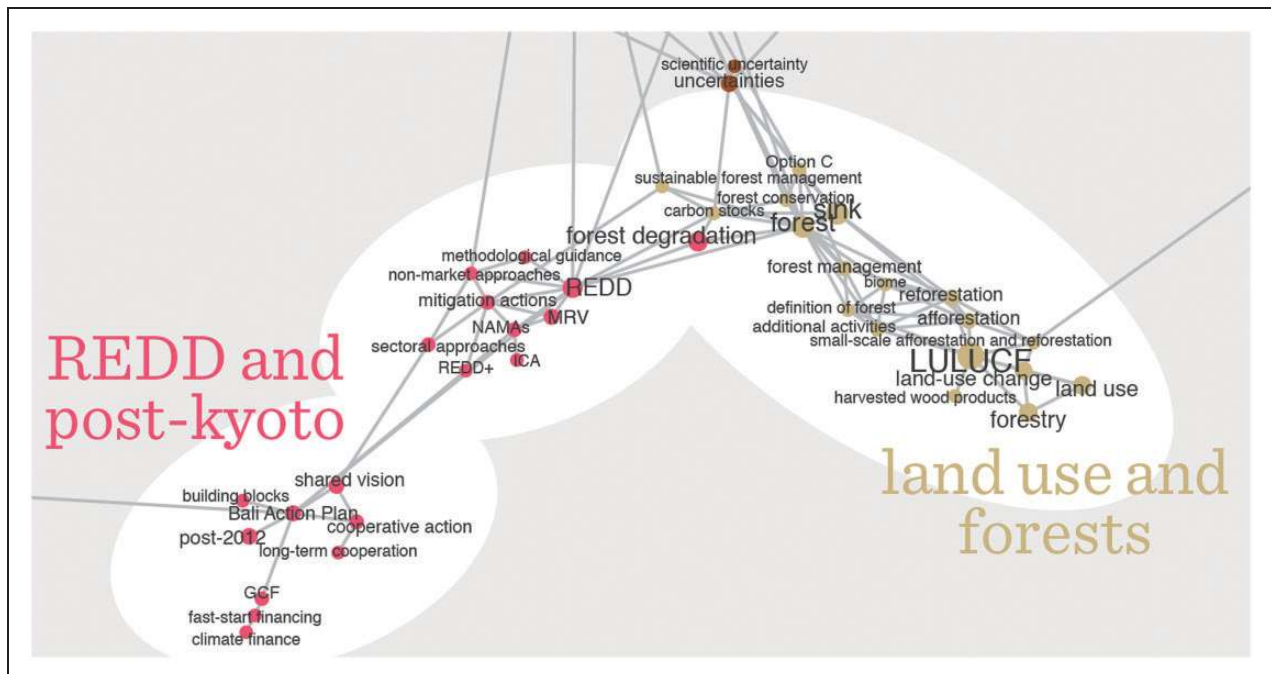 scientific uncertainty
uncertainties
Option C
sustainable forest management
forest conservation
carbon stocks
sink
forest
forest degradation
methodological guidance
non-market approaches
REDD
mitigation actions
MRV
NAMAs
sectoral approaches
REDD+
ICA
forest management
biome
reforestation
definition of forest
afforestation
additional activities
small-scale afforestation and reforestation
LULUCF
land-use change
land use
harvested wood products
forestry
REDD and
post-kyoto
land use and
forests
shared vision
building blocks
Bali Action Plan
cooperative action
post-2012
long-term cooperation
GCF
fast-start financing
climate finance